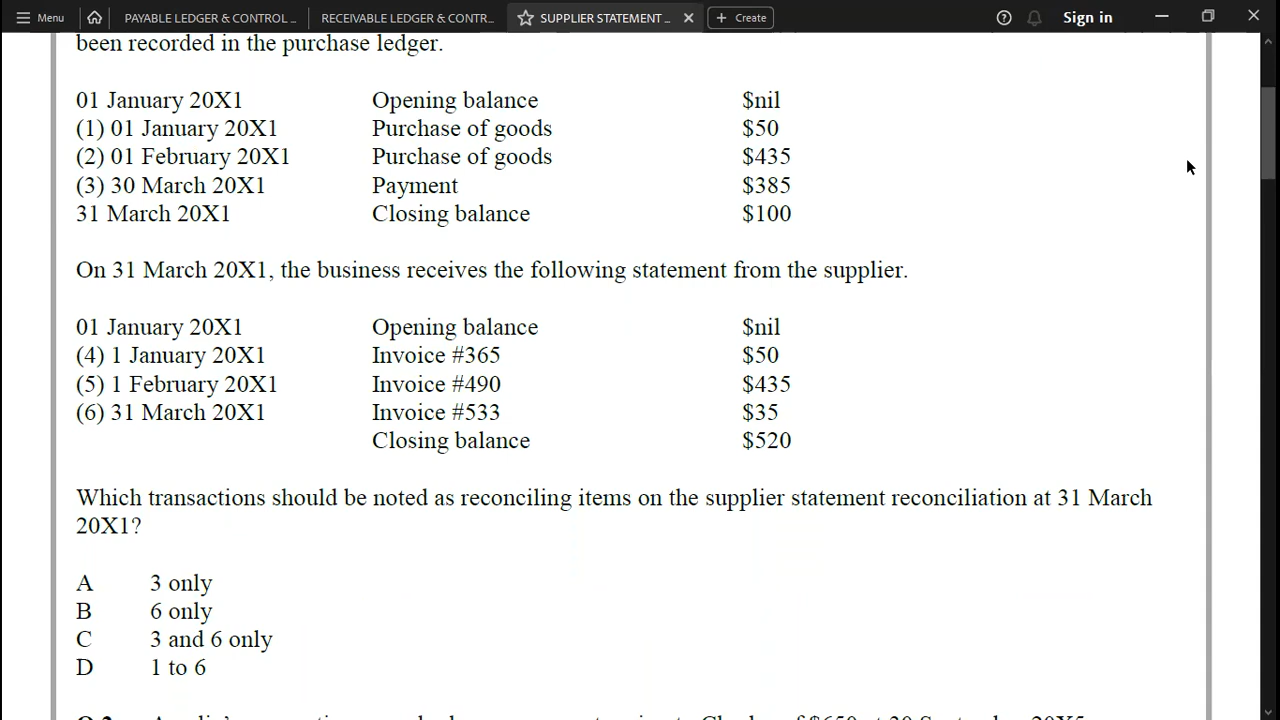 Menu PAYABLE LEDGER & CONTROL .. RECEIVABLE LEDGER & CONTR... SUPPLIER STATEMENT ... Create Sign in
been recorded in the purchase ledger.
01 January 20X1 Opening balance $nil
(1) 01 January 20X1 Purchase of goods $50
(2) 01 February 20X1 Purchase of goods $435
(3) 30 March 20X1 Payment $385
31 March 20X1 Closing balance $100
On 31 March 20X1, the business receives the following statement from the supplier.
01 January 20X1 Opening balance $nil
(4) 1 January 20X1 Invoice #365 $50
(5) 1 February 20X1 Invoice #490 $435
(6) 31 March 20X1 Invoice #533 $35
Closing balance $520
Which transactions should be noted as reconciling items on the supplier statement reconciliation at 31 March
20X1?
A 3 only
B 6 only
C 3 and 6 only
D 1 to 6